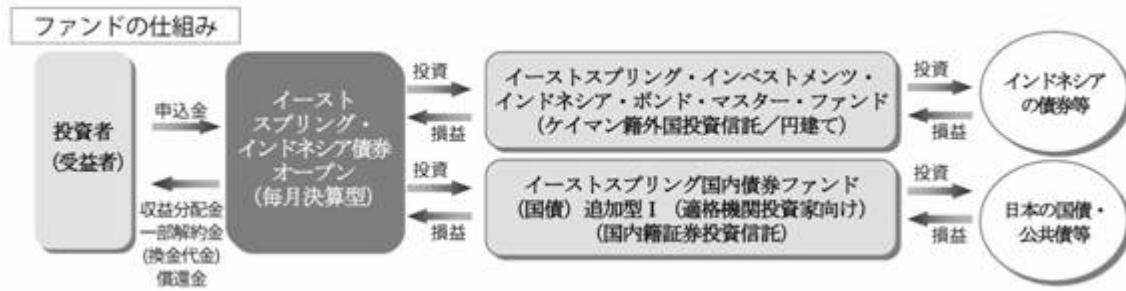 ファンドの仕組み
投資者
(受益者)
申込金
収益分配金
一部解約金
(換金代金)
償還金
イースト
スプリング・
インドネシア債券
オープン
(毎月決算型)
投資
損益
投資
損益
イーストスプリング・インベストメンツ・
インドネシア・ボンド・マスター・ファンド
(ケイマン籍外国投資信託／円建て)
イーストスプリング国内債券ファンド
(国債) 追加型Ⅰ (適格機関投資家向け)
(国内籍証券投資信託)
投資
損益
投資
損益
インドネシア
の債券等
日本の国債・
公共債等